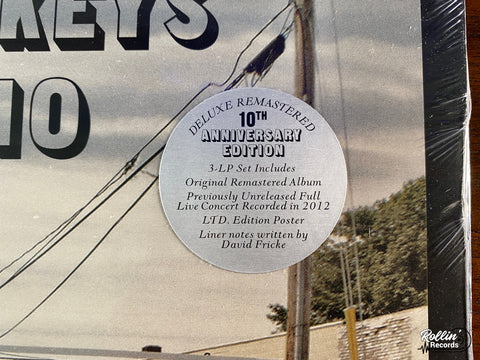 KEYS
IO
DELUXE REMASTERED
10TH
ANNIVERSARY
EDITION
3-LP Set Includes
Original Remastered Album
Previously Unreleased Full
Live Concert Recorded in 2012
LTD. Edition Poster
Liner notes written by
David Fricke
Rollin'
Records